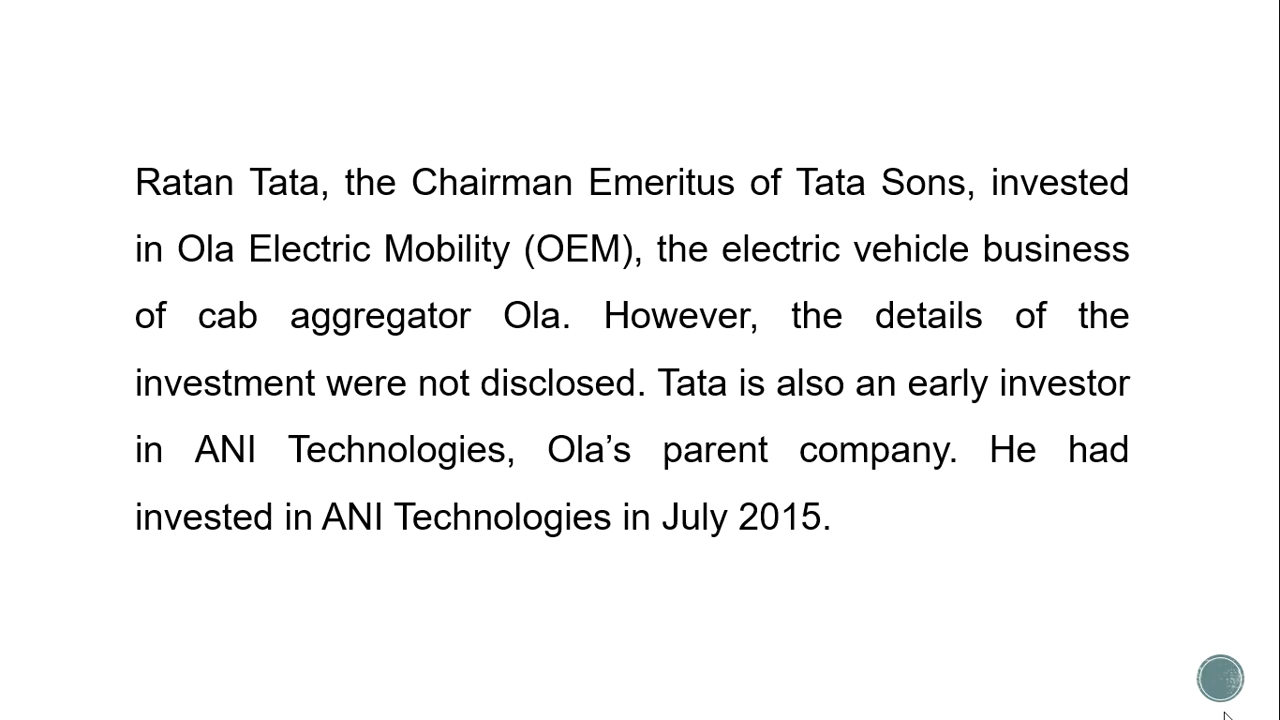 Ratan Tata, the Chairman Emeritus of Tata Sons, invested
in Ola Electric Mobility (OEM), the electric vehicle business
of cab aggregator Ola. However, the details of the
investment were not disclosed. Tata is also an early investor
in ANI Technologies, Ola’s parent company. He had
invested in ANI Technologies in July 2015.